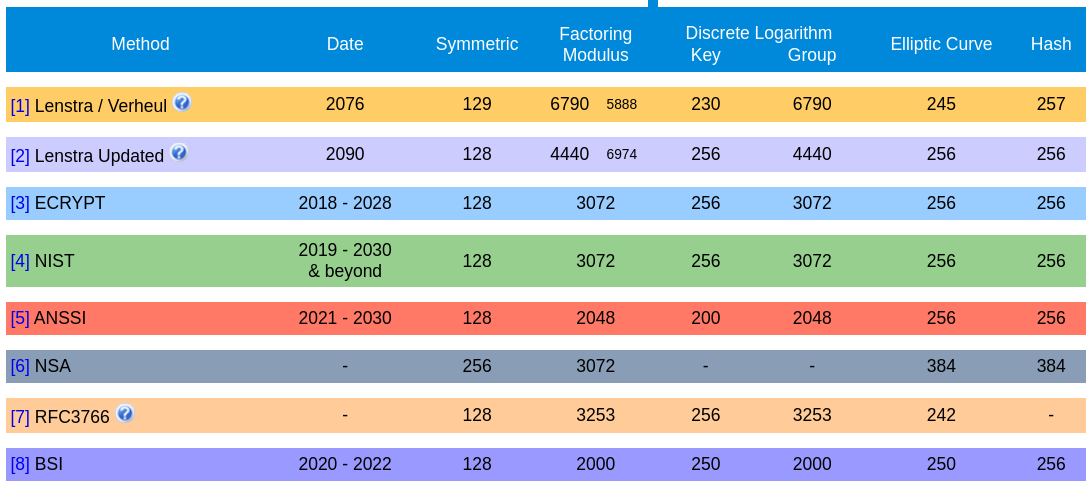 Method Date Symmetric Factoring Modulus Discrete Logarithm Key Group Elliptic Curve Hash
[1] Lenstra / Verheul 2076 129 6790 5888 230 6790 245 257
[2] Lenstra Updated 2090 128 4440 6974 256 4440 256 256
[3] ECRYPT 2018 - 2028 128 3072 256 3072 256 256
[4] NIST 2019 - 2030 & beyond 128 3072 256 3072 256 256
[5] ANSSI 2021 - 2030 128 2048 200 2048 256 256
[6] NSA - 256 3072 - - 384 384
[7] RFC3766 - 128 3253 256 3253 242 -
[8] BSI 2020 - 2022 128 2000 250 2000 250 256